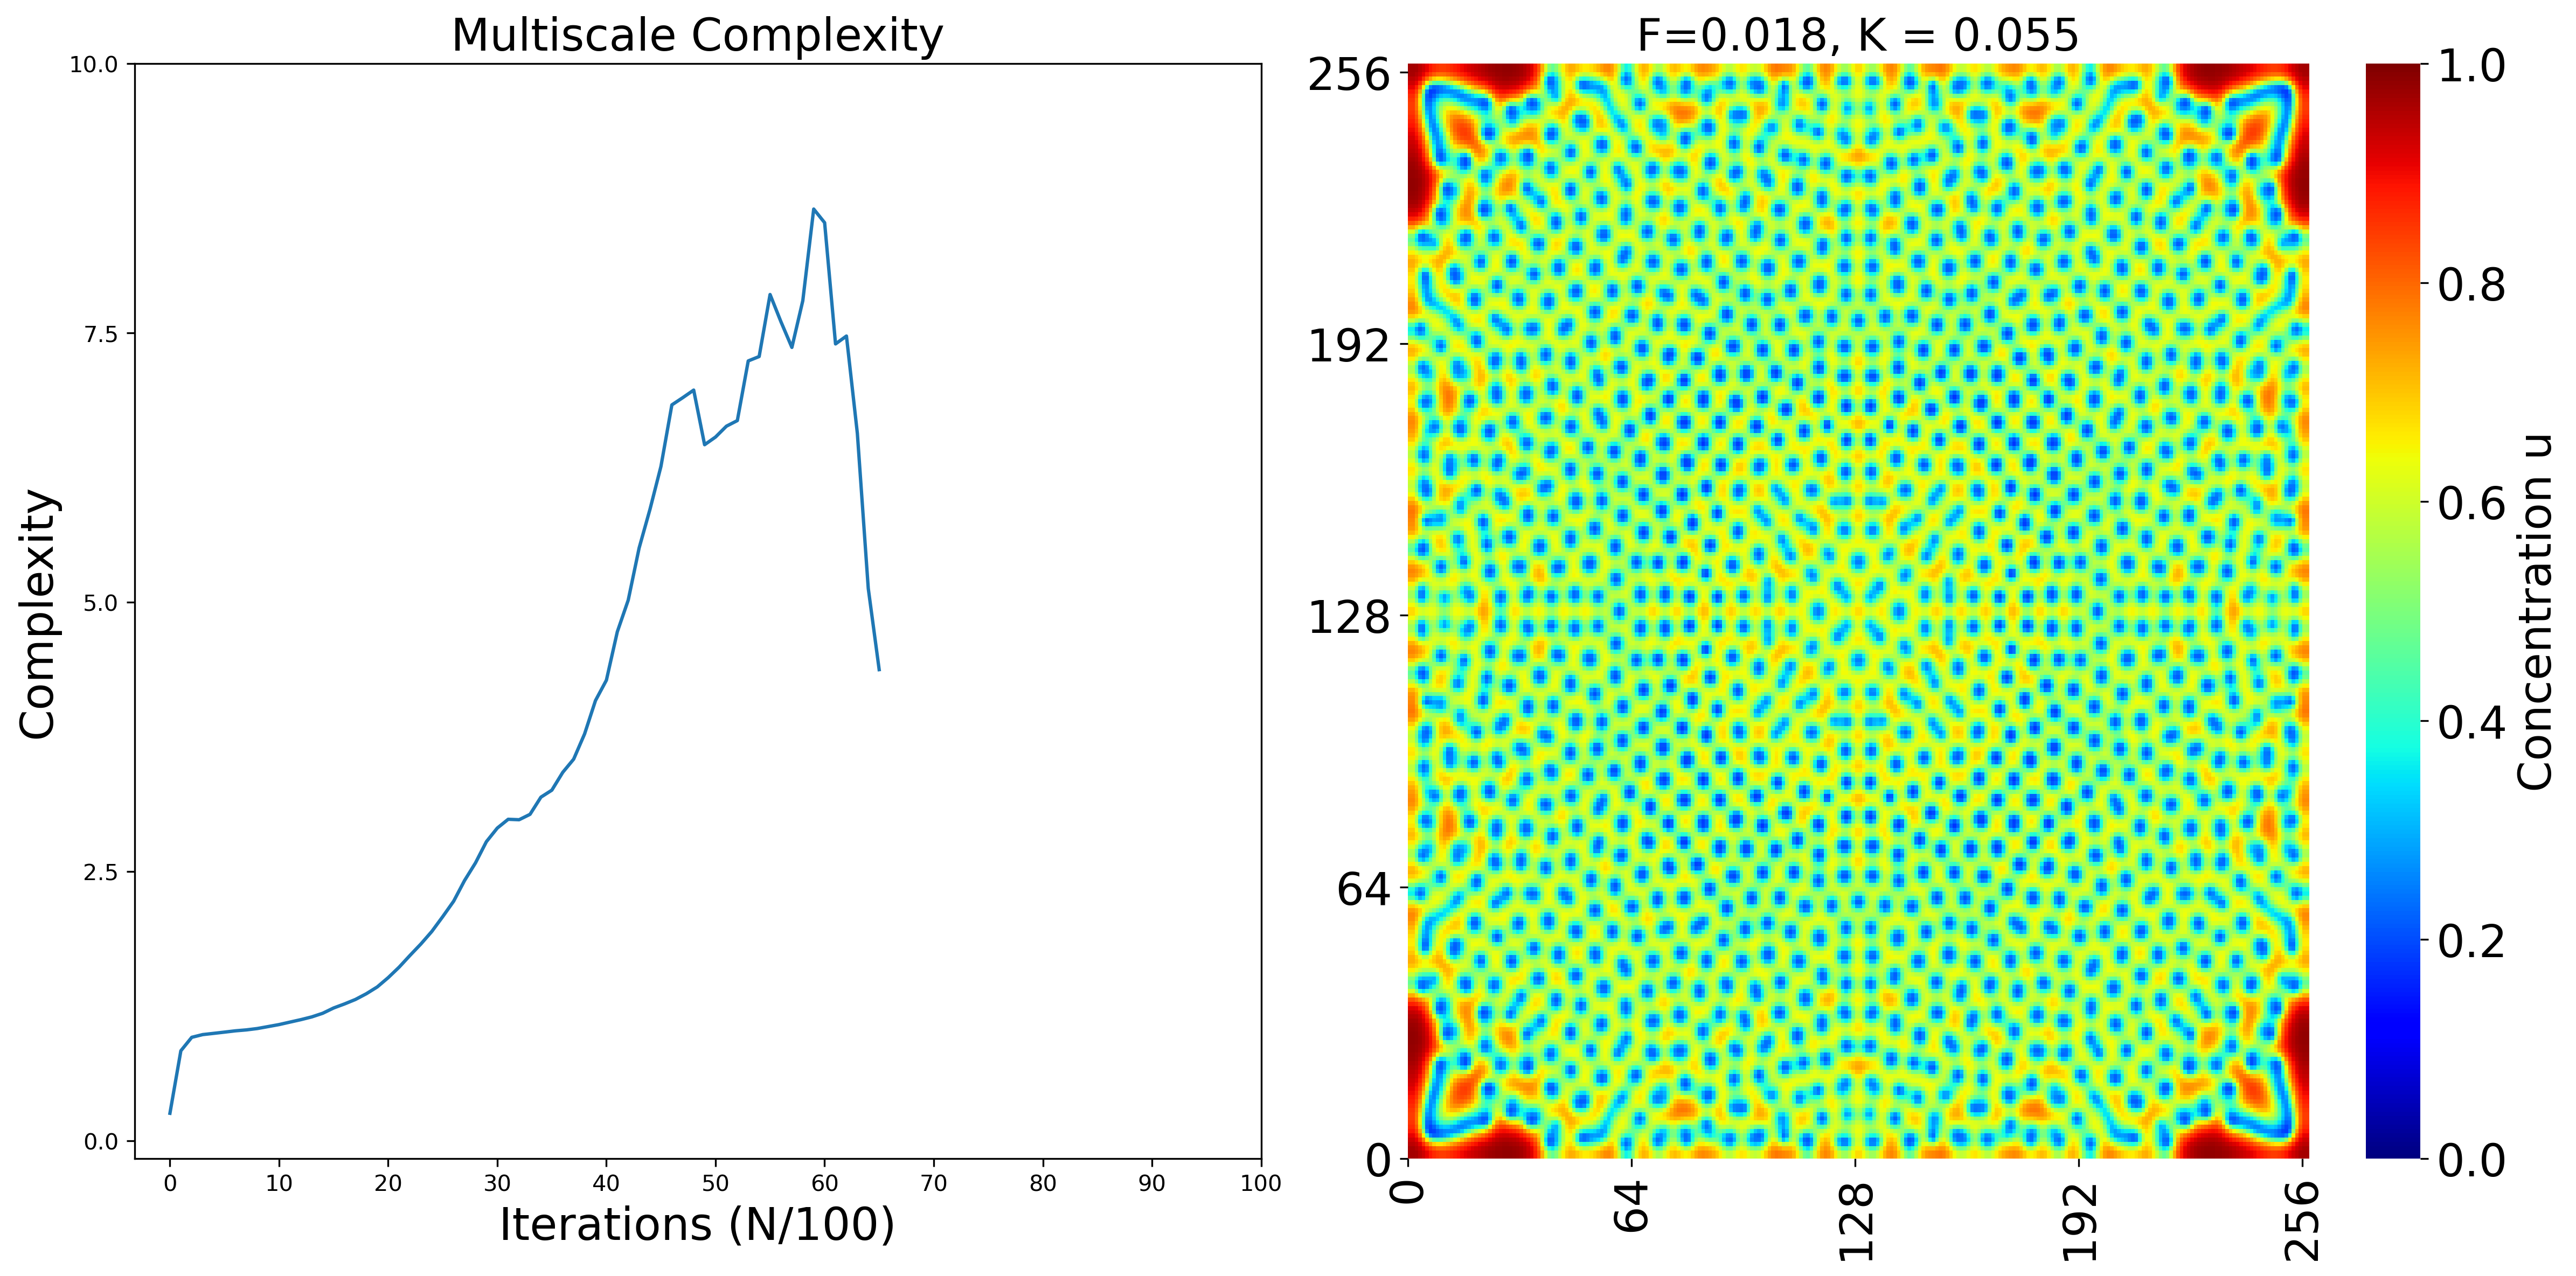 Multiscale Complexity
10.0
7.5
5.0
2.5
0.0
Complexity
0 10 20 30 40 50 60 70 80 90 100
Iterations (N/100)
F=0.018, K = 0.055
256
192
128
64
0
0 64 128 192 256
1.0
0.8
0.6
0.4
0.2
0.0
Concentration u